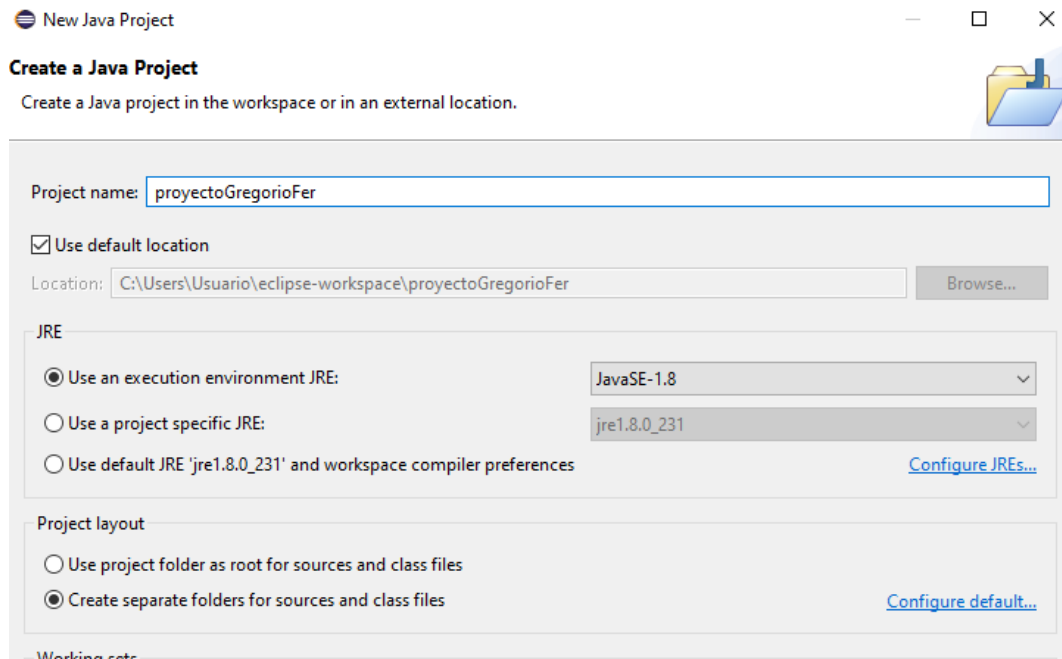 New Java Project
Create a Java Project
Create a Java project in the workspace or in an external location.
Project name: proyectoGregorioFer
Use default location
Location: C:\Users\Usuario\eclipse-workspace\proyectoGregorioFer Browse...
JRE
Use an execution environment JRE: JavaSE-1.8
Use a project specific JRE: jre1.8.0_231
Use default JRE 'jre1.8.0_231' and workspace compiler preferences Configure JREs...
Project layout
Use project folder as root for sources and class files
Create separate folders for sources and class files Configure default...
Working sets